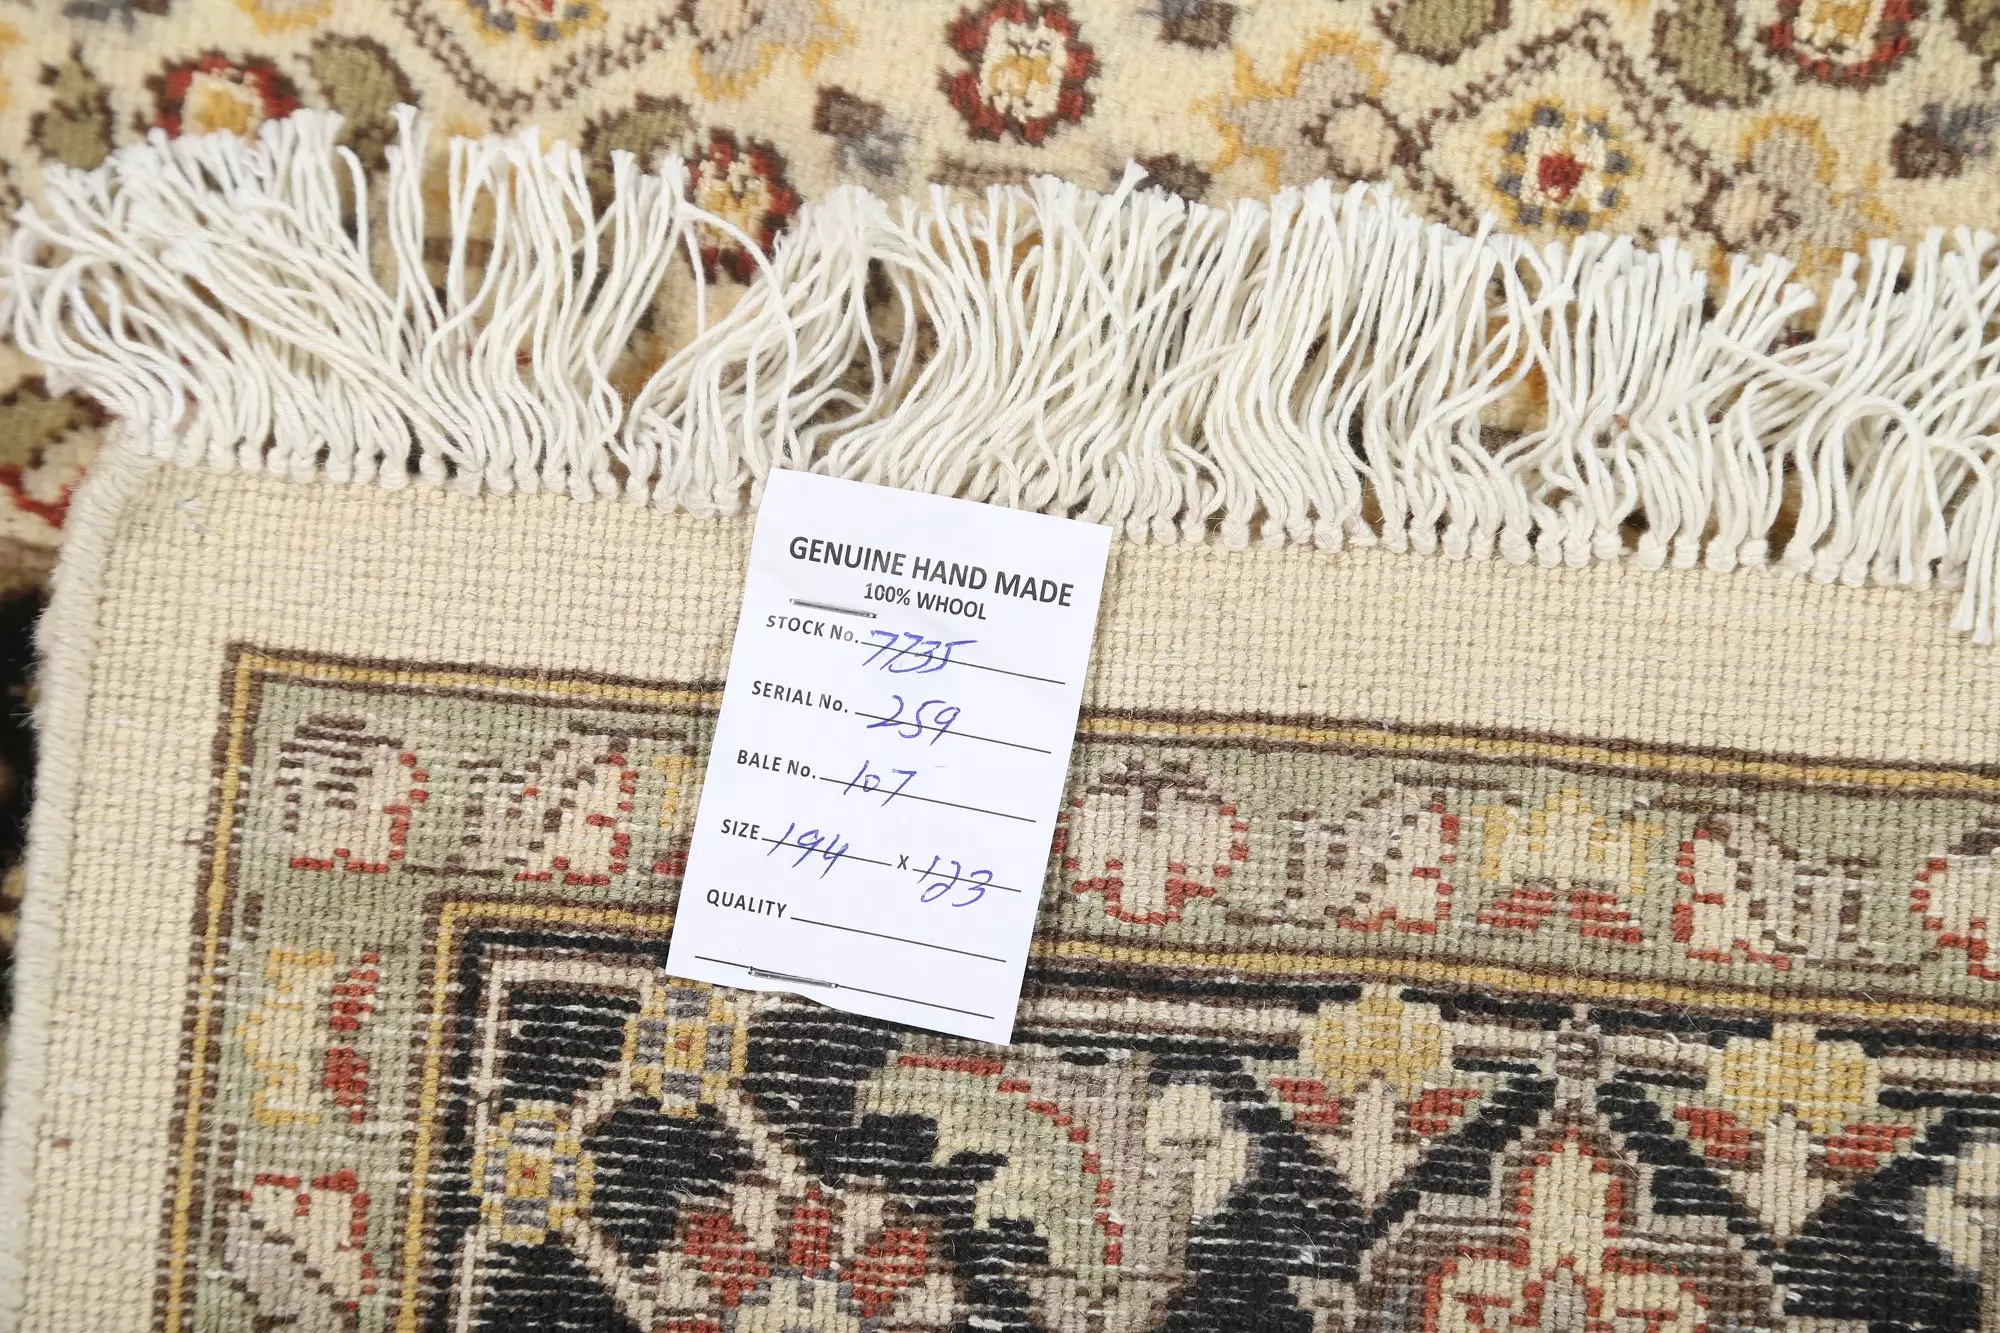 GENUINE HAND MADE
100% WHOOL
STOCK No. 7735
SERIAL No. 259
BALE No. 107
SIZE 194 X 123
QUALITY